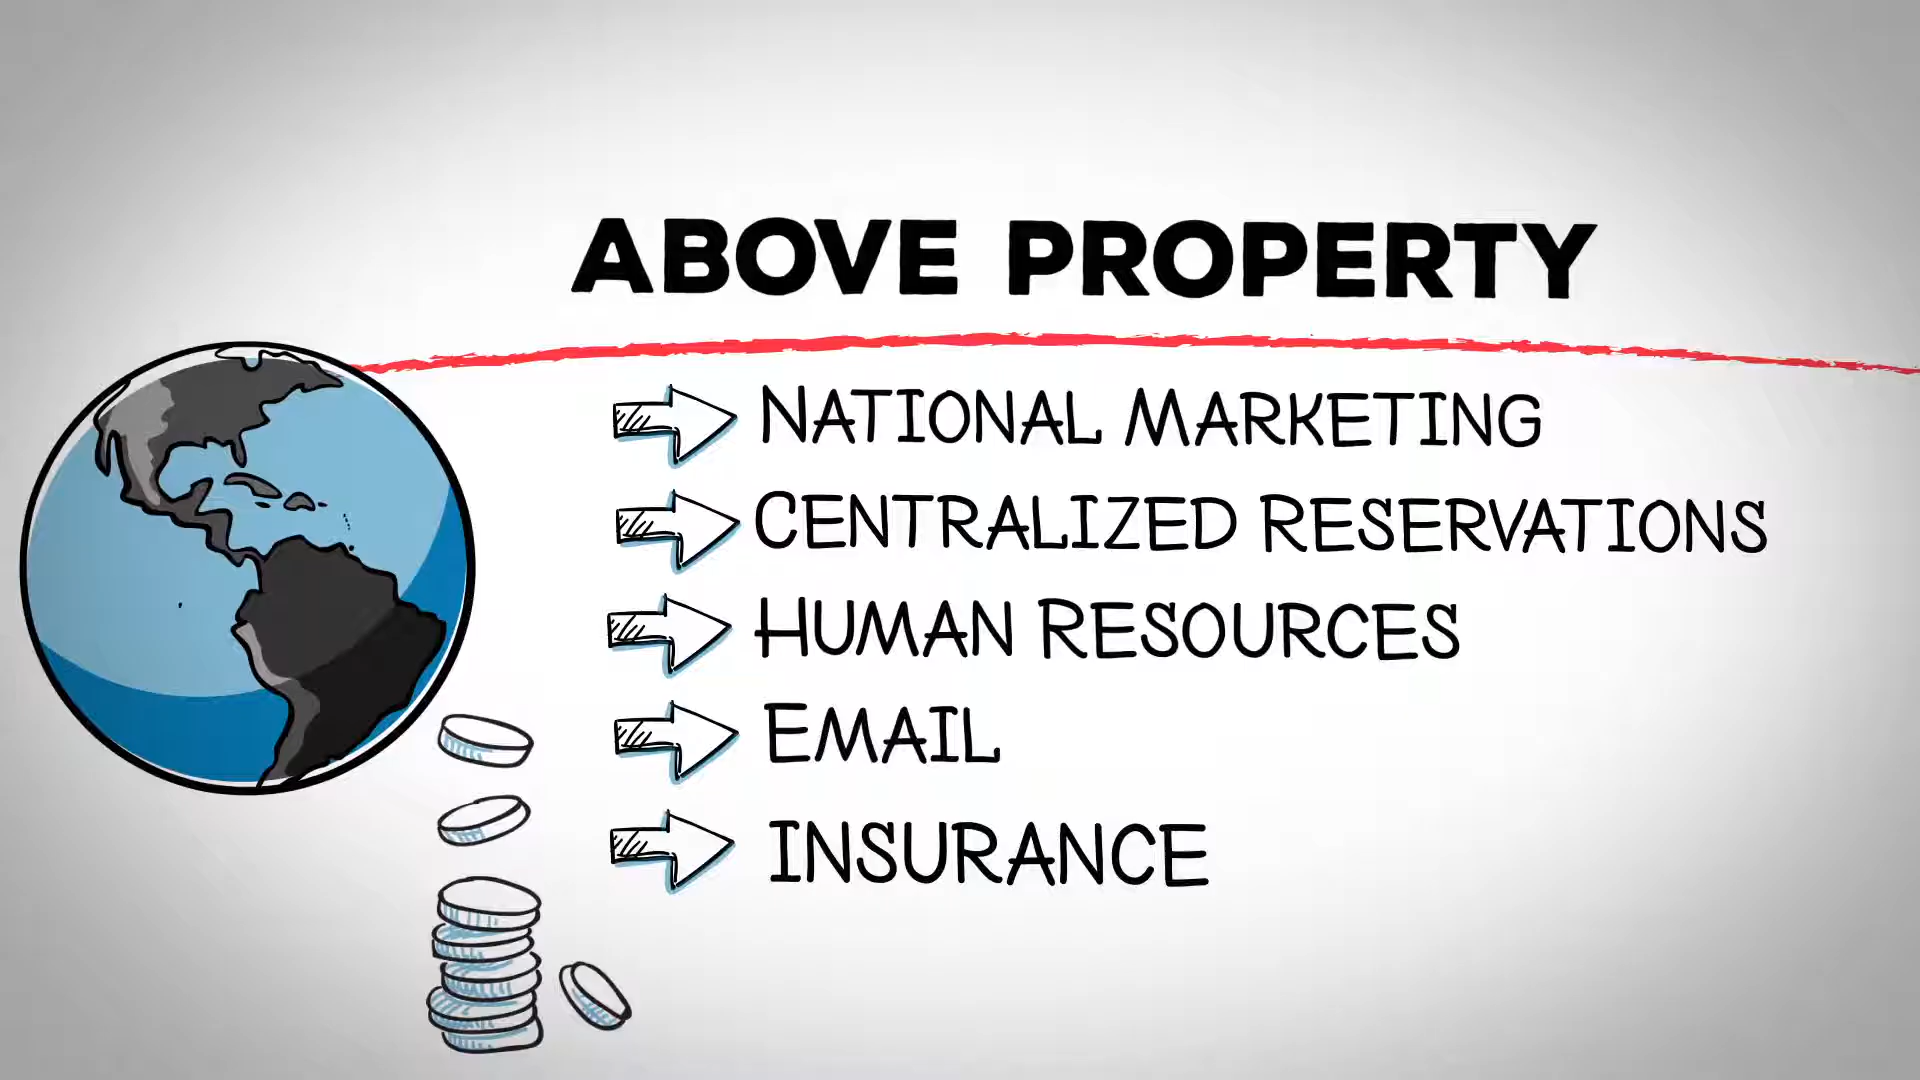 ABOVE PROPERTY
NATIONAL MARKETING
CENTRALIZED RESERVATIONS
HUMAN RESOURCES
EMAIL
INSURANCE